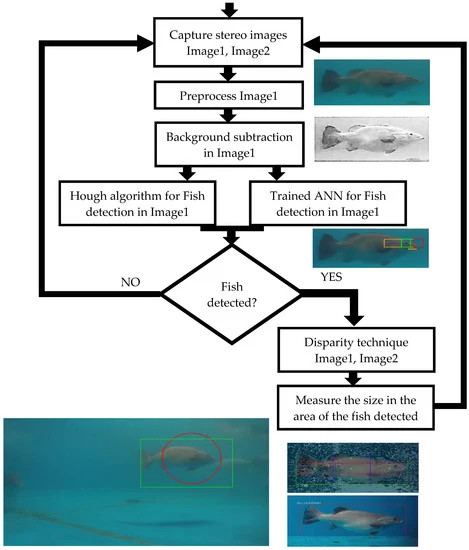 Capture stereo images
Image1, Image2
Preprocess Image1
Background subtraction
in Image1
Hough algorithm for Fish
detection in Image1
Trained ANN for Fish
detection in Image1
Fish
detected?
NO
YES
Disparity technique
Image1, Image2
Measure the size in the
area of the fish detected